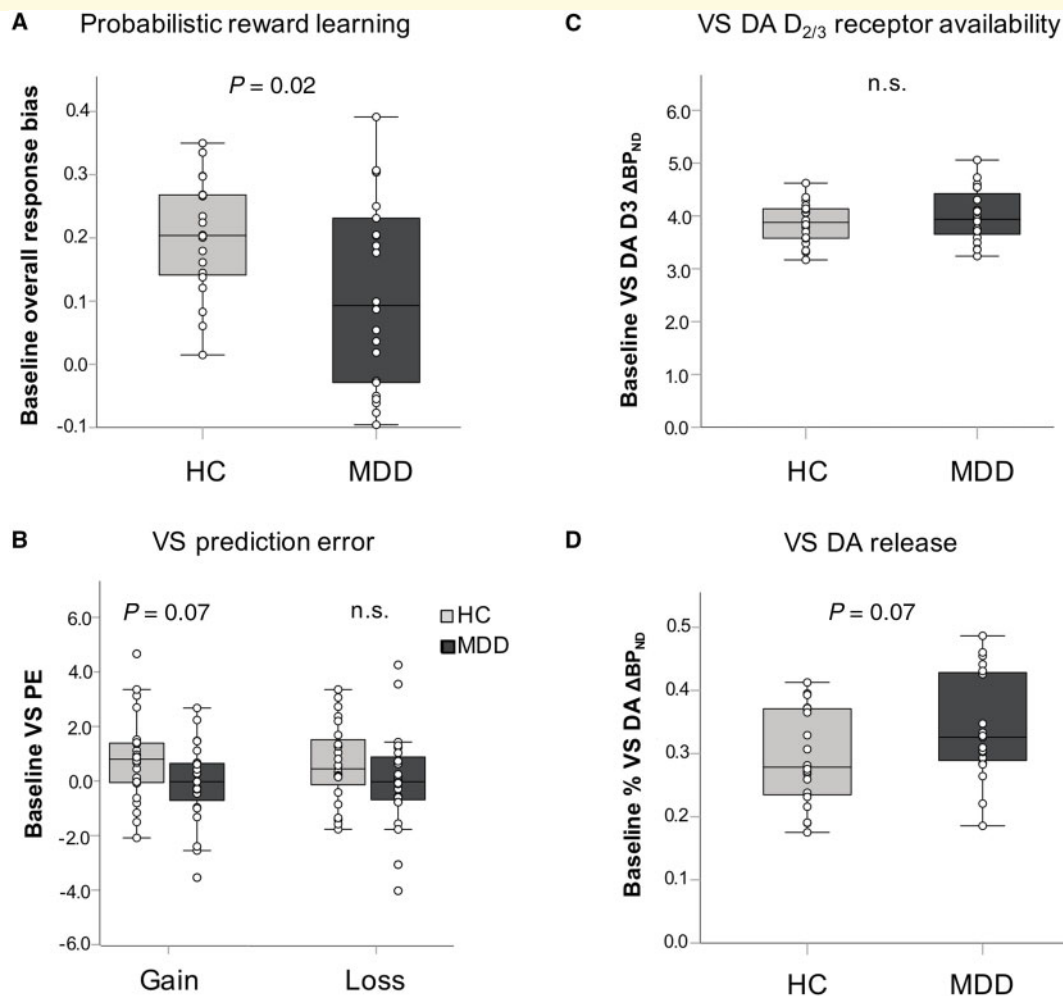 A Probabilistic reward learning
P = 0.02
Baseline overall response bias
0.4
0.3
0.2
0.1
0.0
-0.1
HC MDD
B VS prediction error
P = 0.07 n.s.
HC
MDD
Baseline VS PE
6.0
4.0
2.0
0.0
-2.0
-4.0
-6.0
Gain Loss
C VS DA D2/3 receptor availability
n.s.
Baseline VS DA D3 ΔBPND
6.0
5.0
4.0
3.0
2.0
1.0
0.0
HC MDD
D VS DA release
P = 0.07
Baseline % VS DA ΔBPND
0.5
0.4
0.3
0.2
0.1
0.0
HC MDD